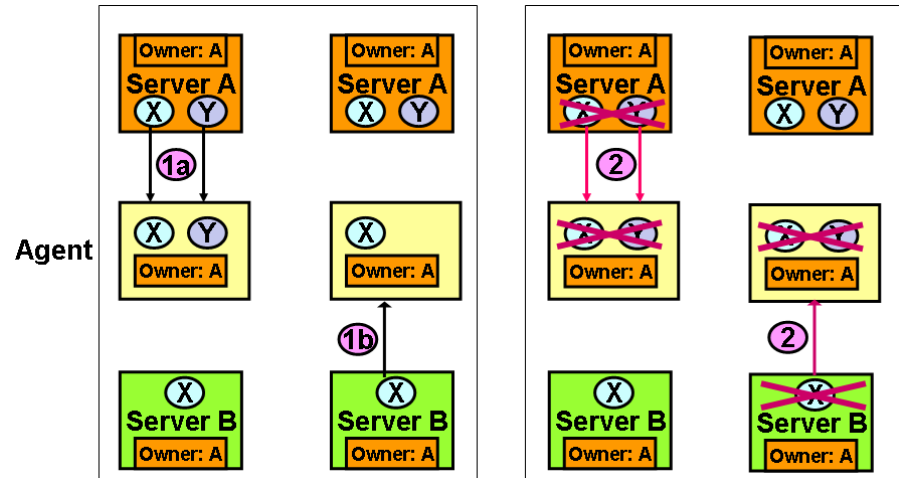 Owner: A
Server A
X Y
Owner: A
Server A
X Y
Owner: A
Server A
X Y
Owner: A
Server A
X Y
1a
2
Agent
X Y
Owner: A
X
Owner: A
X Y
Owner: A
X Y
Owner: A
1b
2
X
Server B
Owner: A
X
Server B
Owner: A
X
Server B
Owner: A
X
Server B
Owner: A